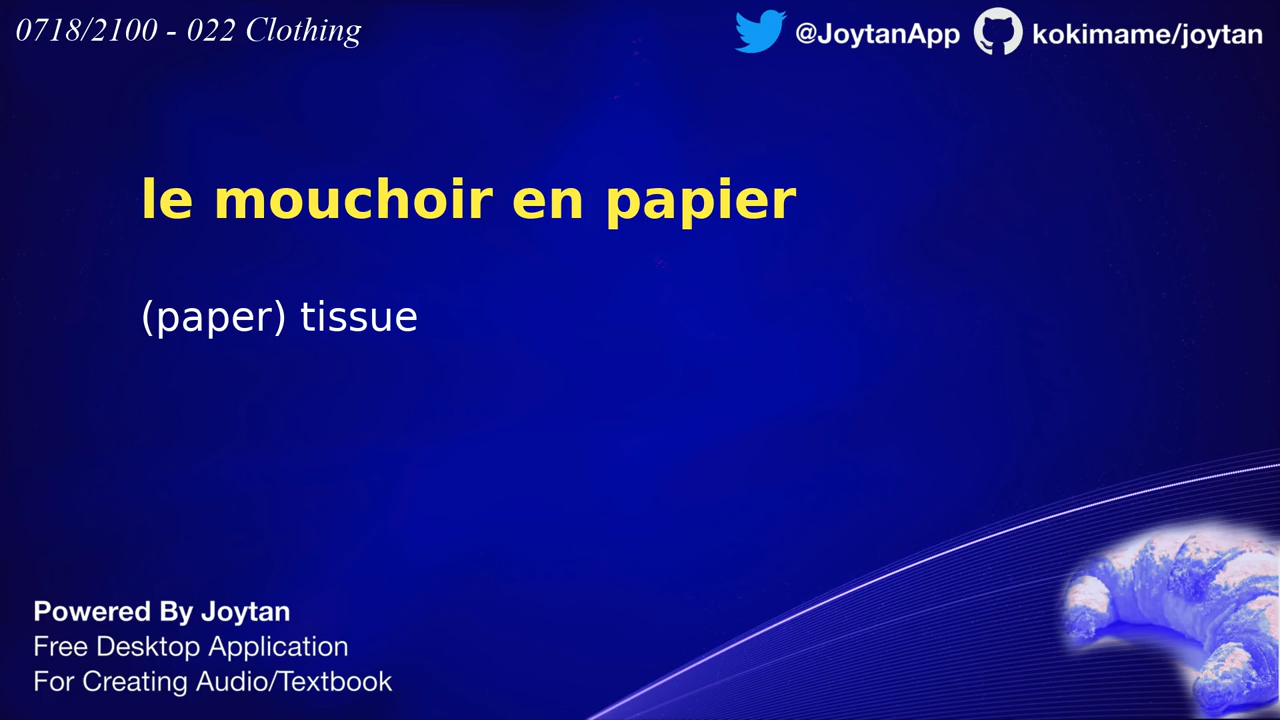 0718/2100 - 022 Clothing
@JoytanApp
kokimame/joytan
le mouchoir en papier
(paper) tissue
Powered By Joytan
Free Desktop Application
For Creating Audio/Textbook